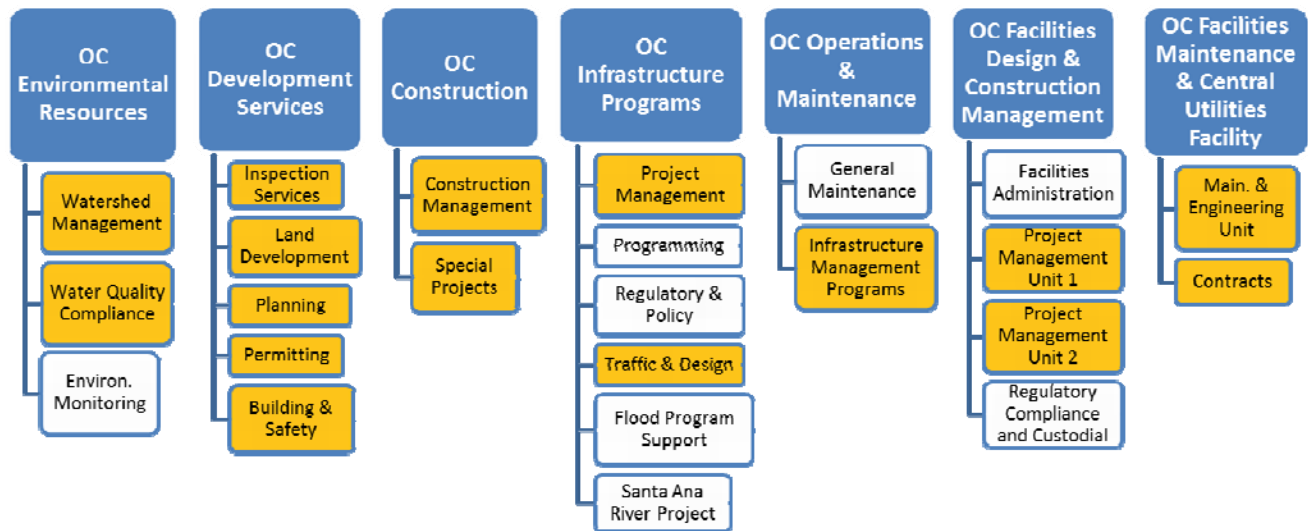 OC
Environmental
Resources
Watershed
Management
Water Quality
Compliance
Environ.
Monitoring
OC
Development
Services
Inspection
Services
Land
Development
Planning
Permitting
Building &
Safety
OC
Construction
Construction
Management
Special
Projects
OC
Infrastructure
Programs
Project
Management
Programming
Regulatory &
Policy
Traffic & Design
Flood Program
Support
Santa Ana
River Project
OC Operations
&
Maintenance
General
Maintenance
Infrastructure
Management
Programs
OC Facilities
Design &
Construction
Management
Facilities
Administration
Project
Management
Unit 1
Project
Management
Unit 2
Regulatory
Compliance
and Custodial
OC Facilities
Maintenance
& Central
Utilities
Facility
Main. &
Engineering
Unit
Contracts